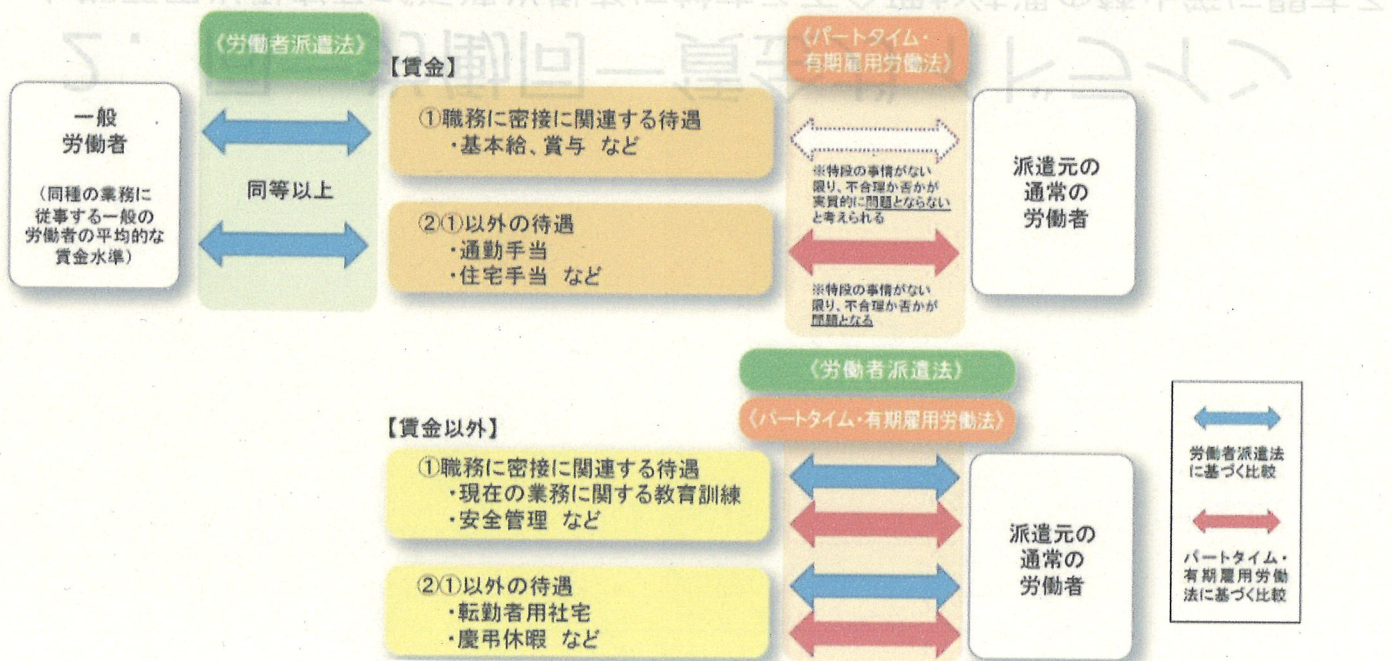 《労働者派遣法》
【賃金】
《パートタイム・
有期雇用労働法》
一般
労働者
(同種の業務に
従事する一般の
労働者の平均的な
賃金水準)
同等以上
①職務に密接に関連する待遇
・基本給、賞与 など
②①以外の待遇
・通勤手当
・住宅手当 など
※特段の事情がない
限り、不合理か否かが
実質的に問題とならない
と考えられる
※特段の事情がない
限り、不合理か否かが
問題となる
派遣元の
通常の
労働者
《労働者派遣法》
《パートタイム・有期雇用労働法》
【賃金以外】
①職務に密接に関連する待遇
・現在の業務に関する教育訓練
・安全管理 など
②①以外の待遇
・転勤者用社宅
・慶弔休暇 など
派遣元の
通常の
労働者
労働者派遣法
に基づく比較
パートタイム・
有期雇用労働
法に基づく比較